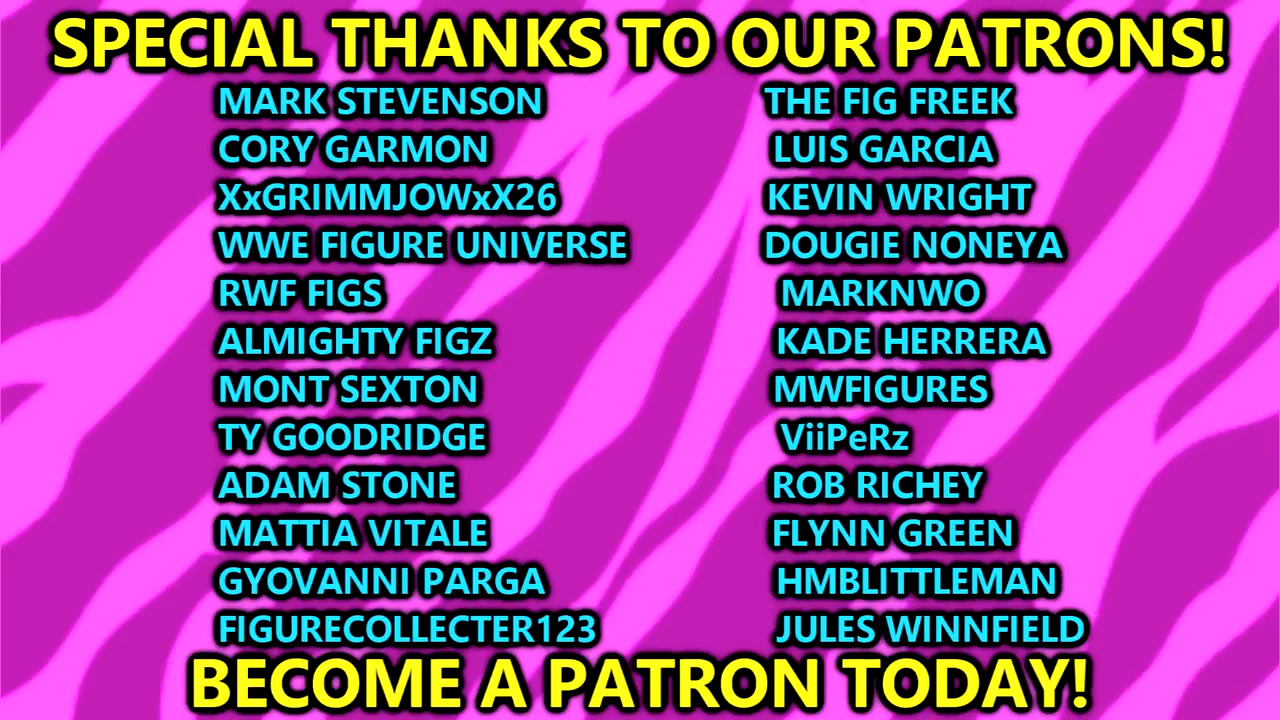 SPECIAL THANKS TO OUR PATRONS!
MARK STEVENSON
CORY GARMON
XxGRIMMJOWxX26
WWE FIGURE UNIVERSE
RWF FIGS
ALMIGHTY FIGZ
MONT SEXTON
TY GOODRIDGE
ADAM STONE
MATTIA VITALE
GYOVANNI PARGA
FIGURECOLLECTER123
THE FIG FREEK
LUIS GARCIA
KEVIN WRIGHT
DOUGIE NONEYA
MARKNWO
KADE HERRERA
MWFIGURES
ViiPeRz
ROB RICHEY
FLYNN GREEN
HMBLITTLEMAN
JULES WINNFIELD
BECOME A PATRON TODAY!